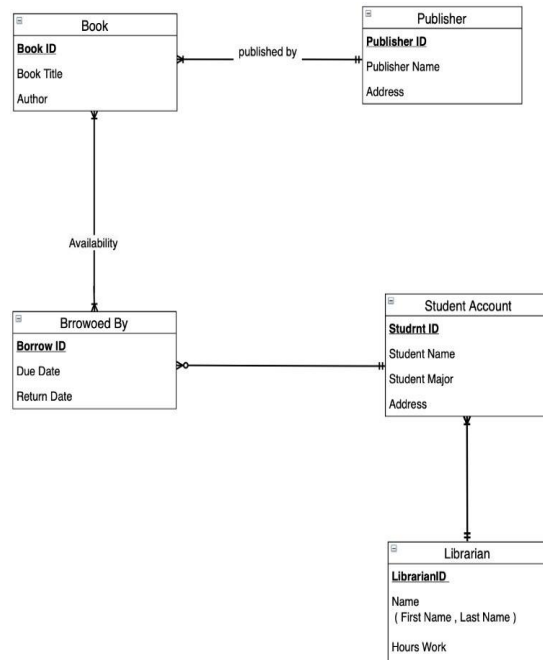 Book
Book ID
Book Title
Author
published by
Publisher
Publisher ID
Publisher Name
Address
Availability
Brrowoed By
Borrow ID
Due Date
Return Date
Student Account
Studrnt ID
Student Name
Student Major
Address
Librarian
LibrarianID
Name
( First Name , Last Name )
Hours Work